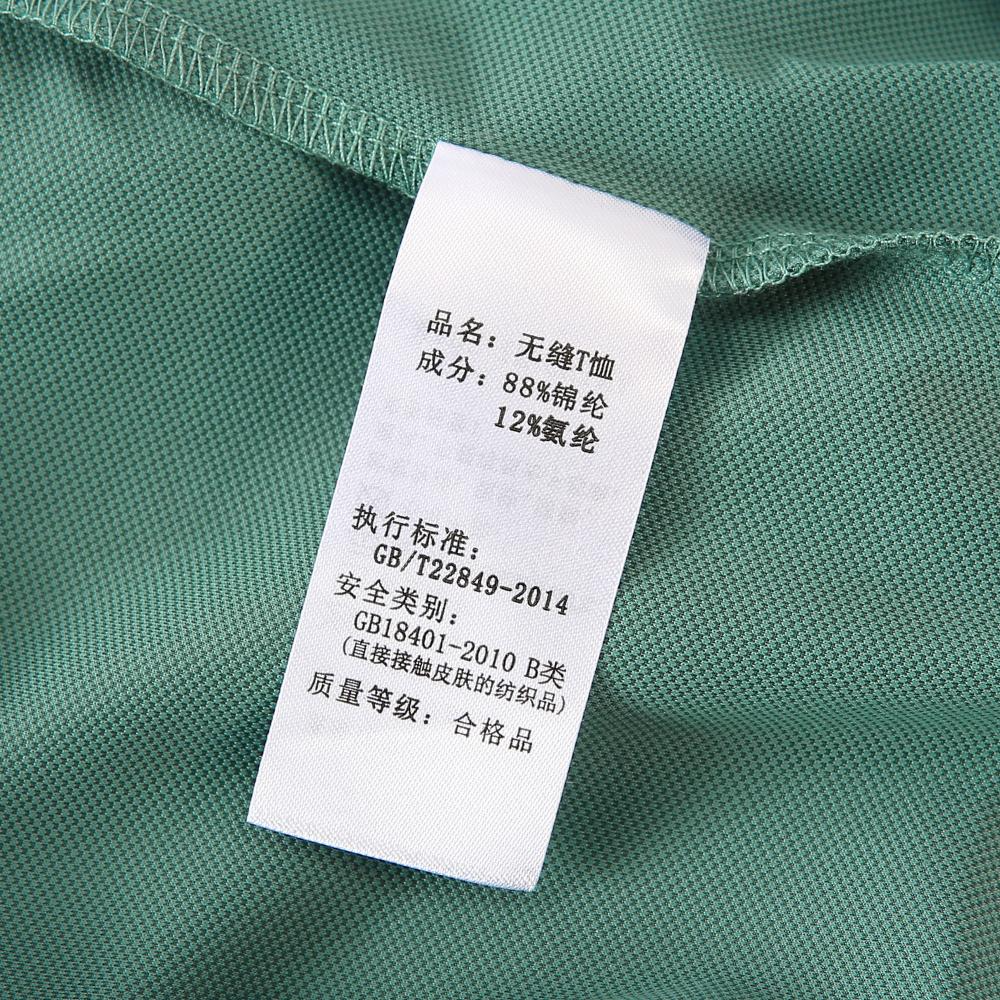 品名：无缝T恤
成分：88%锦纶
12%氨纶
执行标准：
GB/T22849-2014
安全类别：
GB18401-2010 B类
(直接接触皮肤的纺织品)
质量等级：合格品